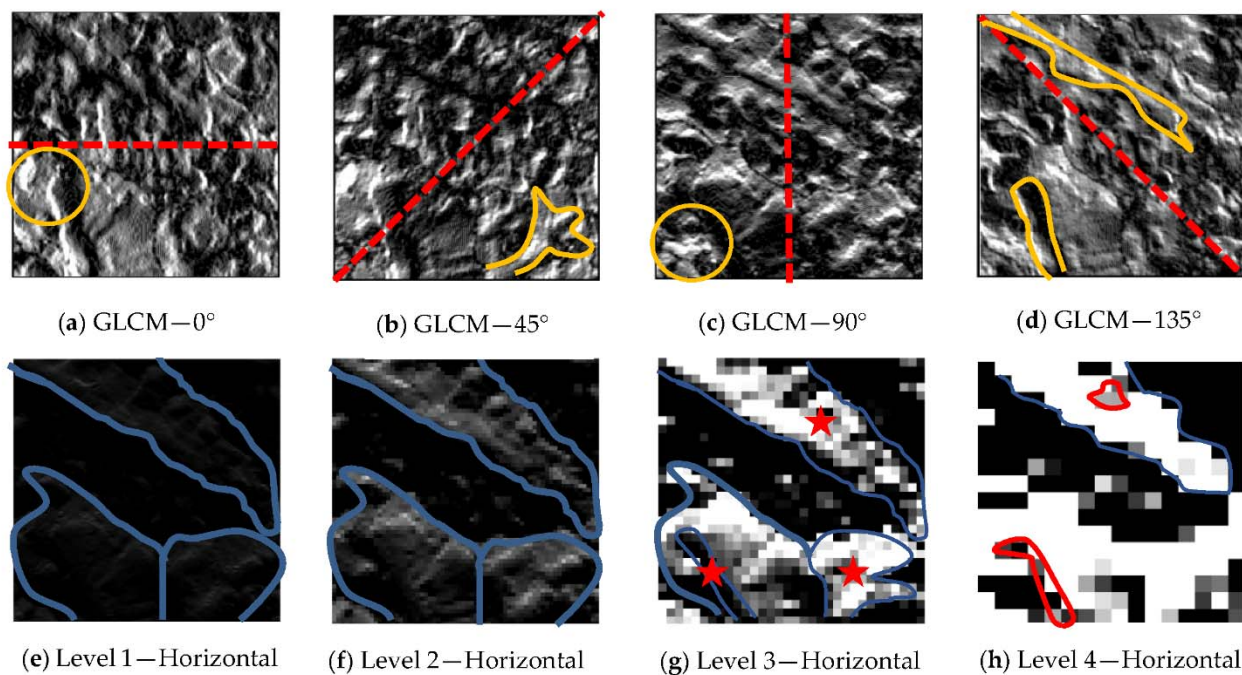 (a) GLCM—0°
(b) GLCM—45°
(c) GLCM—90°
(d) GLCM—135°
(e) Level 1—Horizontal
(f) Level 2—Horizontal
(g) Level 3—Horizontal
(h) Level 4—Horizontal